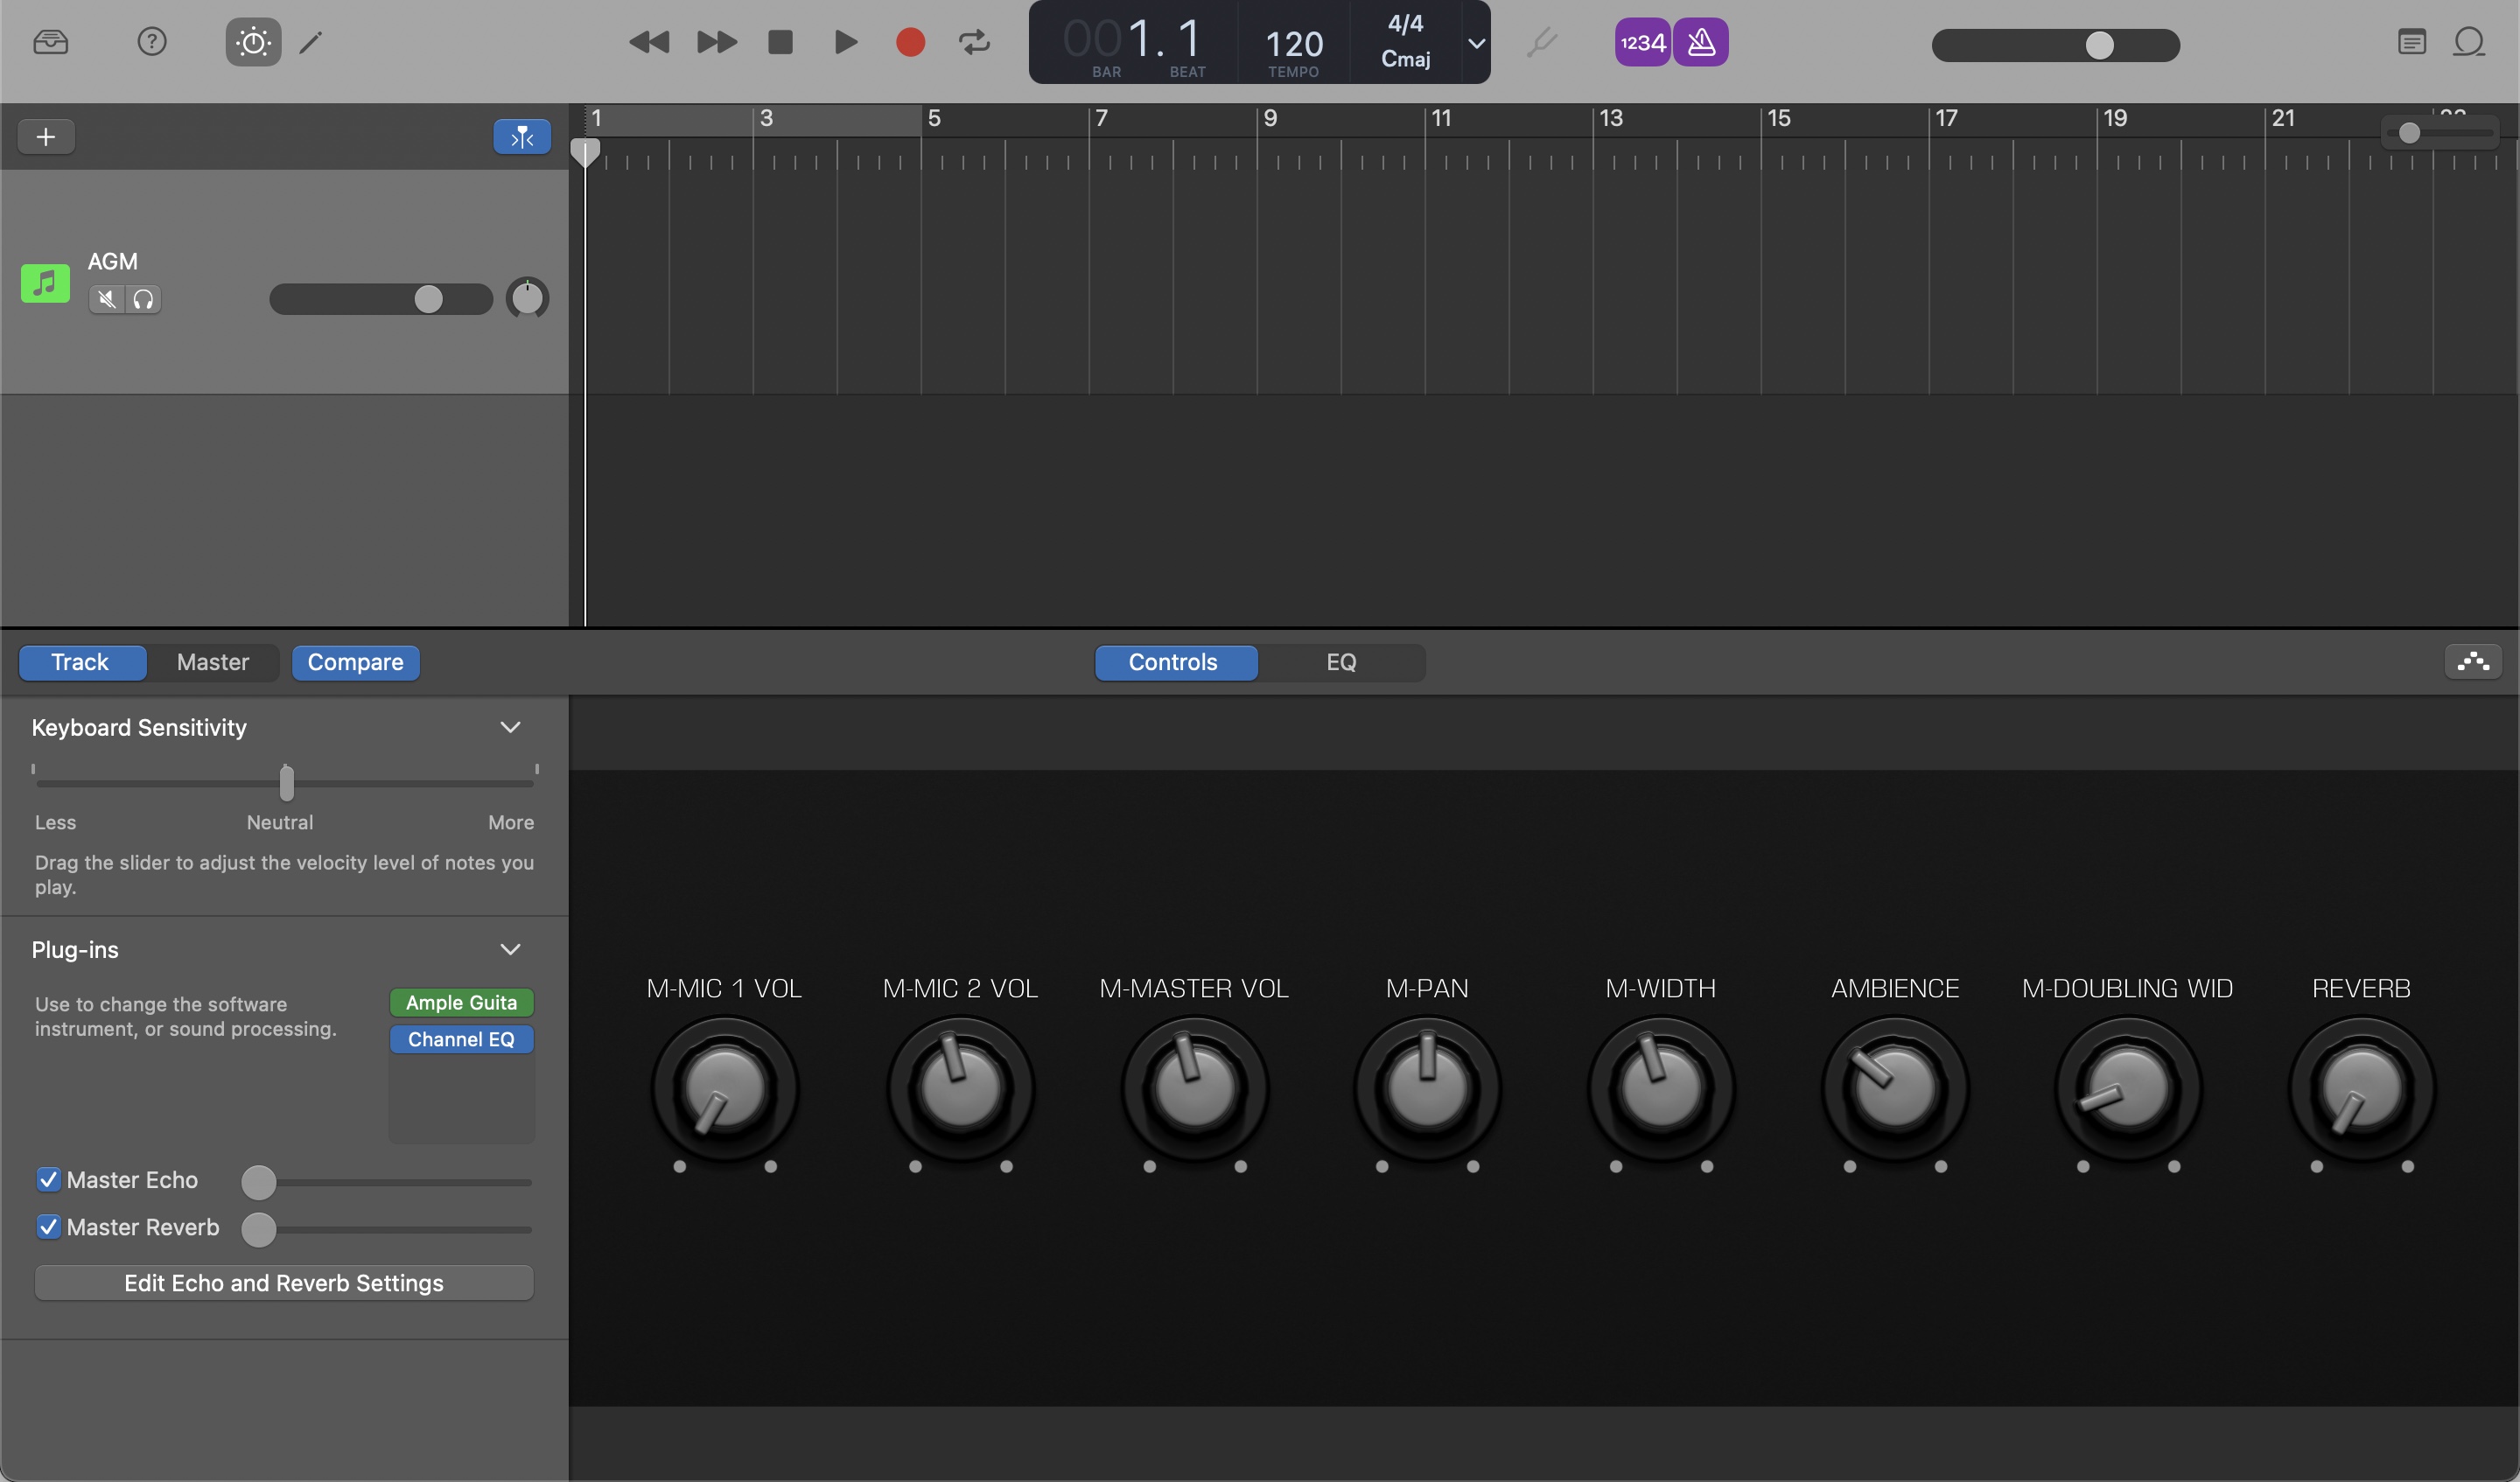 001. 1
BAR BEAT
120
TEMPO
4/4
Cmaj
1234
1 3 5 7 9 11 13 15 17 19 21
AGM
Track Master Compare
Controls EQ
Keyboard Sensitivity
Less Neutral More
Drag the slider to adjust the velocity level of notes you
play.
Plug-ins
Use to change the software
instrument, or sound processing.
Ample Guita
Channel EQ
Master Echo
Master Reverb
Edit Echo and Reverb Settings
M-MIC 1 VOL M-MIC 2 VOL M-MASTER VOL M-PAN M-WIDTH AMBIENCE M-DOUBLING WID REVERB